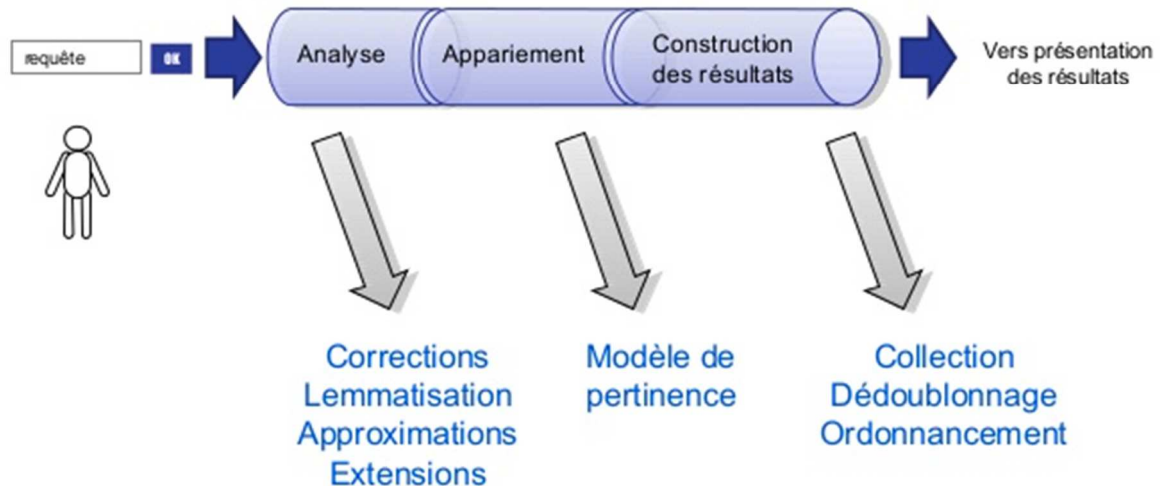 requête
OK
Analyse
Appariement
Construction
des résultats
Vers présentation
des résultats
Corrections
Lemmatisation
Approximations
Extensions
Modèle de
pertinence
Collection
Dédoublonnage
Ordonnancement